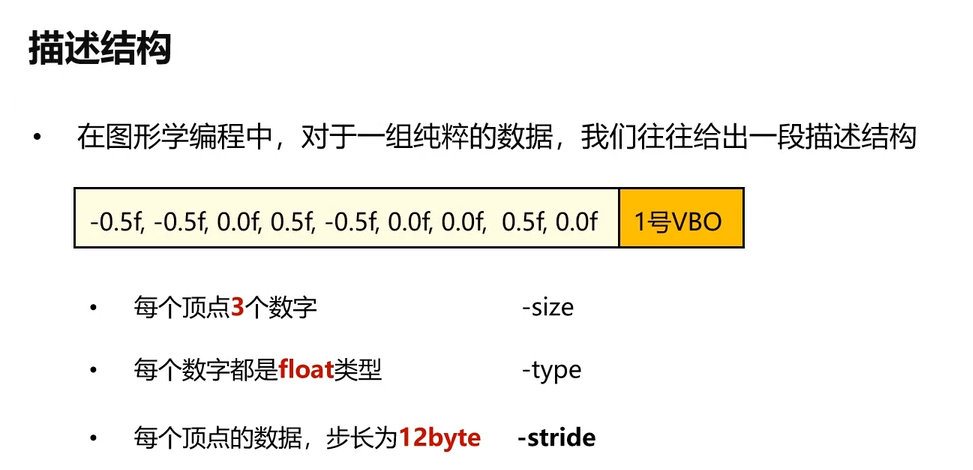 描述结构
• 在图形学编程中，对于一组纯粹的数据，我们往往给出一段描述结构
-0.5f, -0.5f, 0.0f, 0.5f, -0.5f, 0.0f, 0.0f, 0.5f, 0.0f 1号VBO
• 每个顶点3个数字 -size
• 每个数字都是float类型 -type
• 每个顶点的数据，步长为12byte -stride